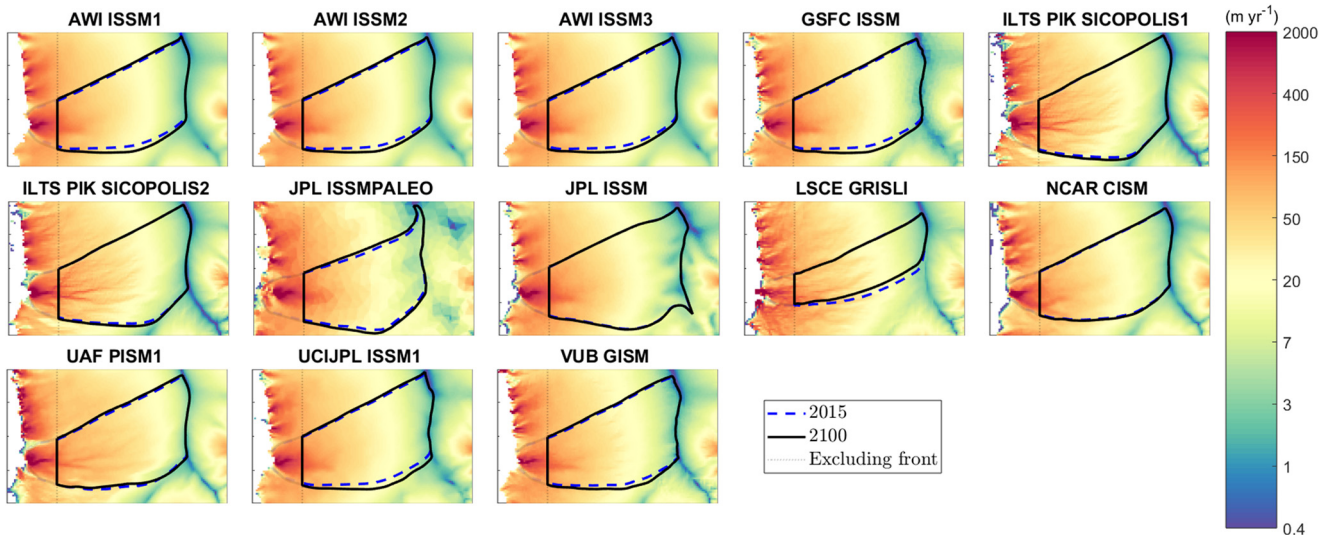 AWI ISSM1
AWI ISSM2
AWI ISSM3
GSFC ISSM
ILTS PIK SICOPOLIS1
(m yr⁻¹)
2000
400
150
50
20
7
3
1
0.4
ILTS PIK SICOPOLIS2
JPL ISSMPALEO
JPL ISSM
LSCE GRISLI
NCAR CISM
UAF PISM1
UCIJPL ISSM1
VUB GISM
2015
2100
Excluding front